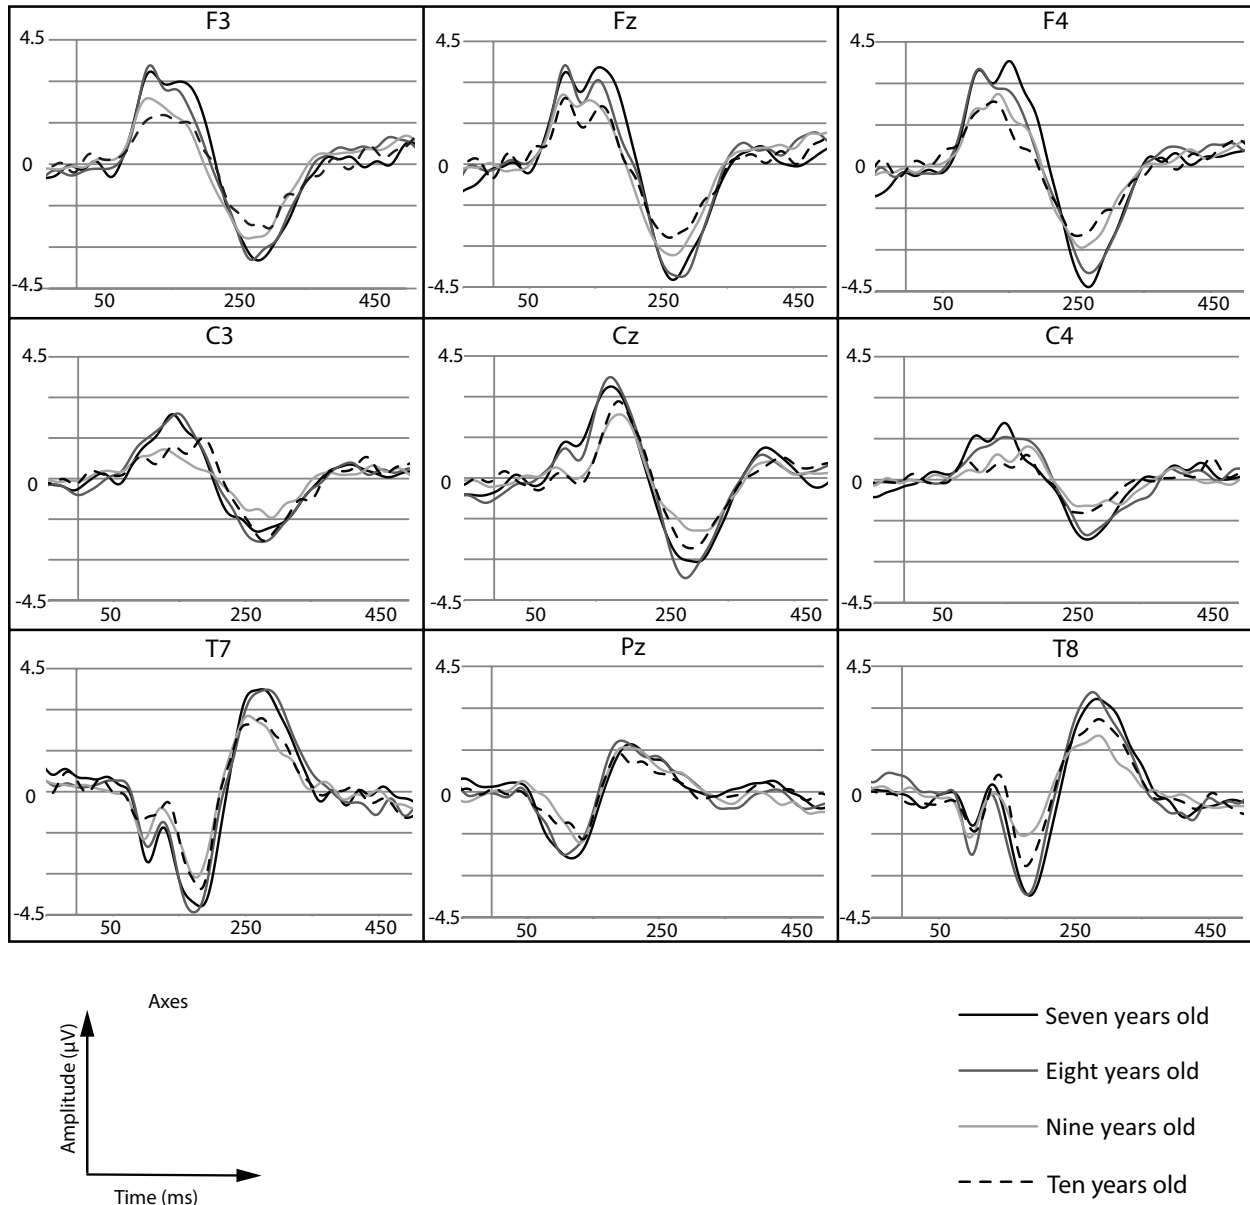 F3 Fz F4
4.5 4.5 4.5
0 0 0
-4.5 50 250 450 -4.5 50 250 450 -4.5 50 250 450
C3 Cz C4
4.5 4.5 4.5
0 0 0
-4.5 50 250 450 -4.5 50 250 450 -4.5 50 250 450
T7 Pz T8
4.5 4.5 4.5
0 0 0
-4.5 50 250 450 -4.5 50 250 450 -4.5 50 250 450
Axes
Amplitude (μV)
Time (ms)
Seven years old
Eight years old
Nine years old
Ten years old